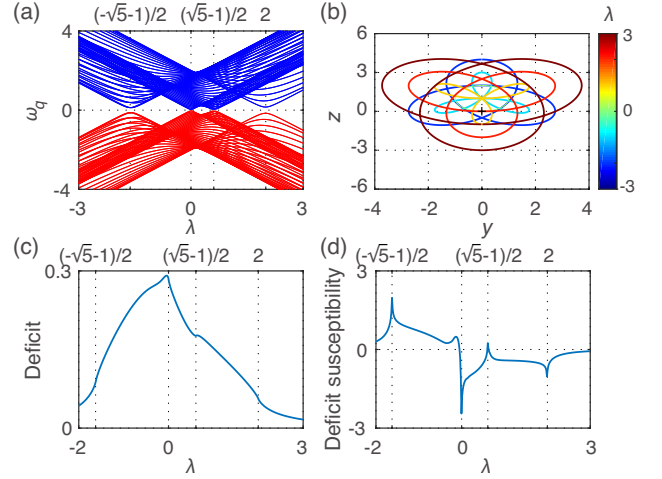 (a) (-√5-1)/2 (√5-1)/2 2
4
0
-4
ω_q
-3 0 3
λ
(b) λ
6
3
0
-3
-6
z
-4 -2 0 2 4
y
3
0
-3
(c) (-√5-1)/2 (√5-1)/2 2
0.3
0
Deficit
-2 0 3
λ
(d) (-√5-1)/2 (√5-1)/2 2
3
0
-3
Deficit susceptibility
-2 0 3
λ